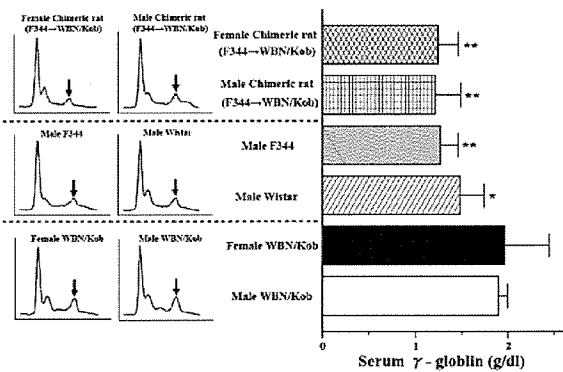 Female Chimeric rat
(F344→WBN/Kob)
Male Chimeric rat
(F344→WBN/Kob)
Male F344
Male Wistar
Female WBN/Kob
Male WBN/Kob
Female Chimeric rat
(F344→WBN/Kob)
**
Male Chimeric rat
(F344→WBN/Kob)
**
Male F344
**
Male Wistar
*
Female WBN/Kob
Male WBN/Kob
0
1
2
Serum γ - globlin (g/dl)